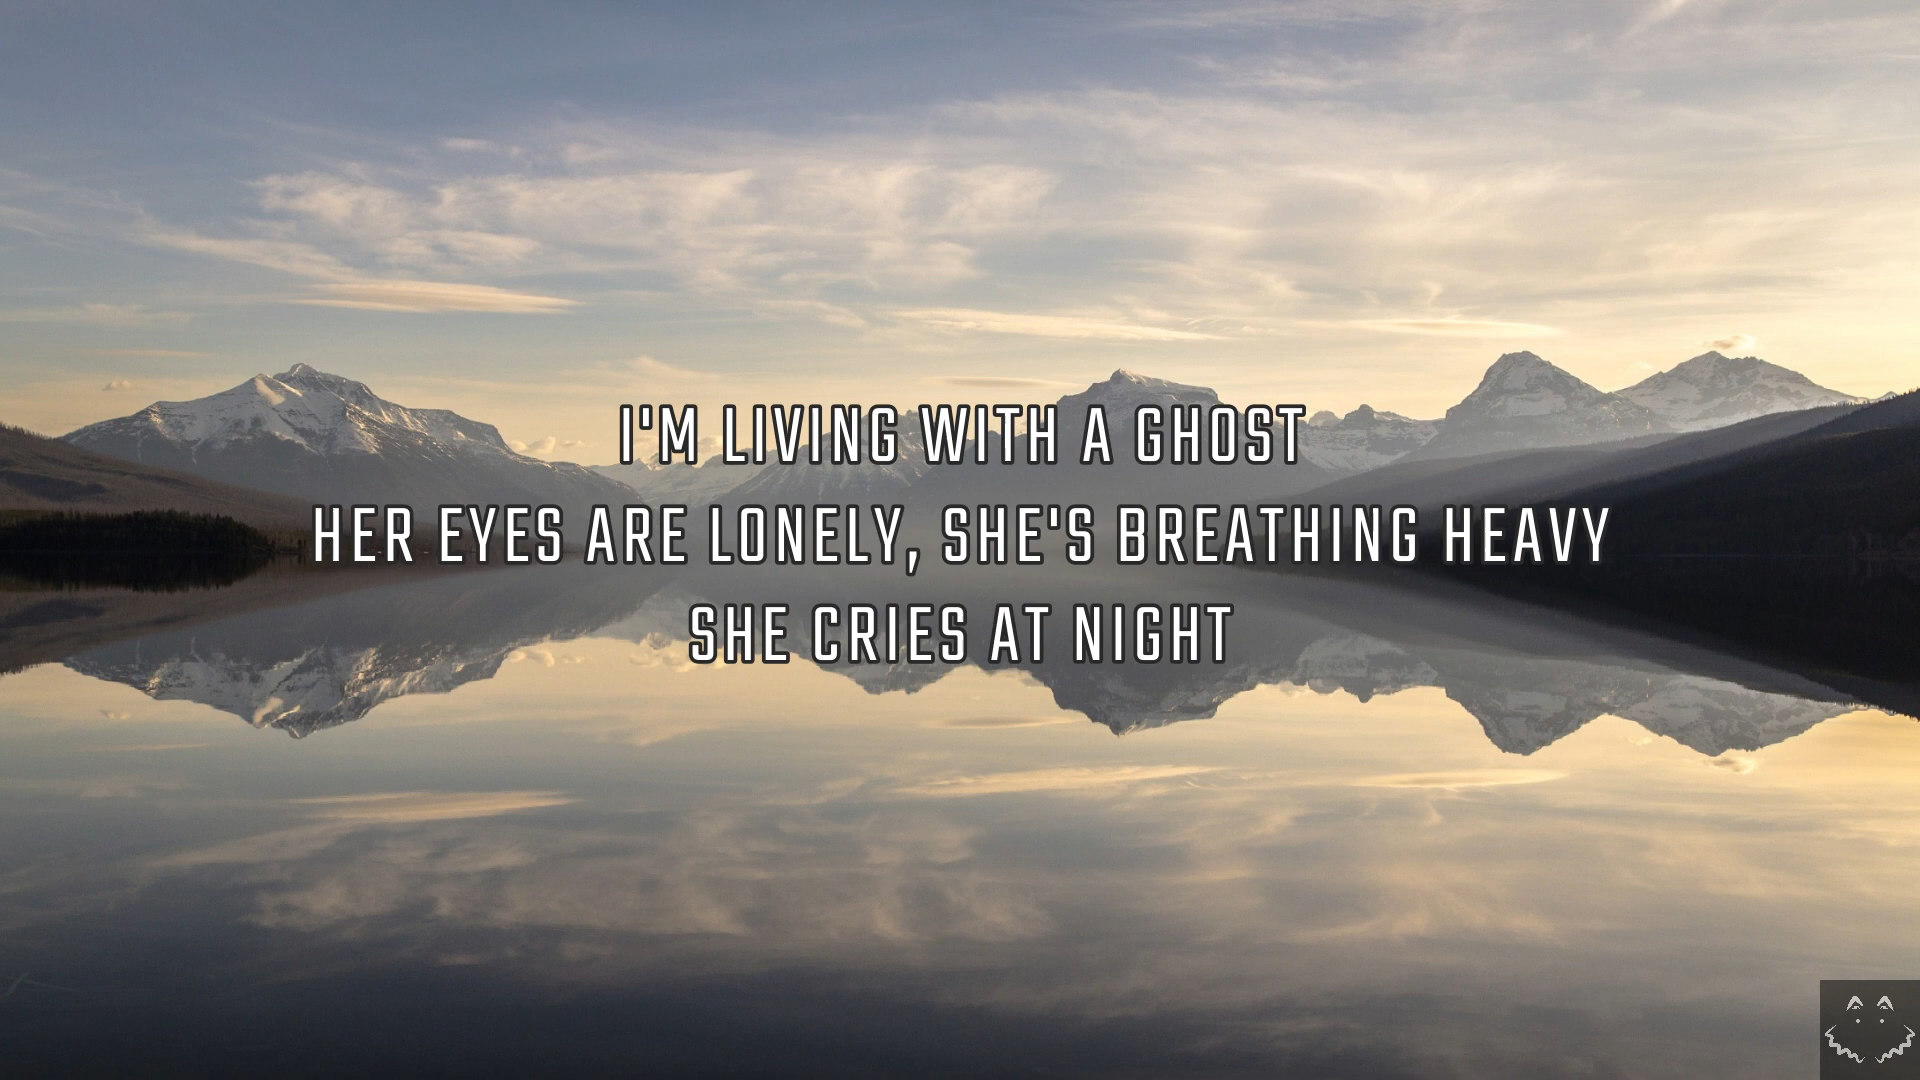 I'M LIVING WITH A GHOST
HER EYES ARE LONELY, SHE'S BREATHING HEAVY
SHE CRIES AT NIGHT